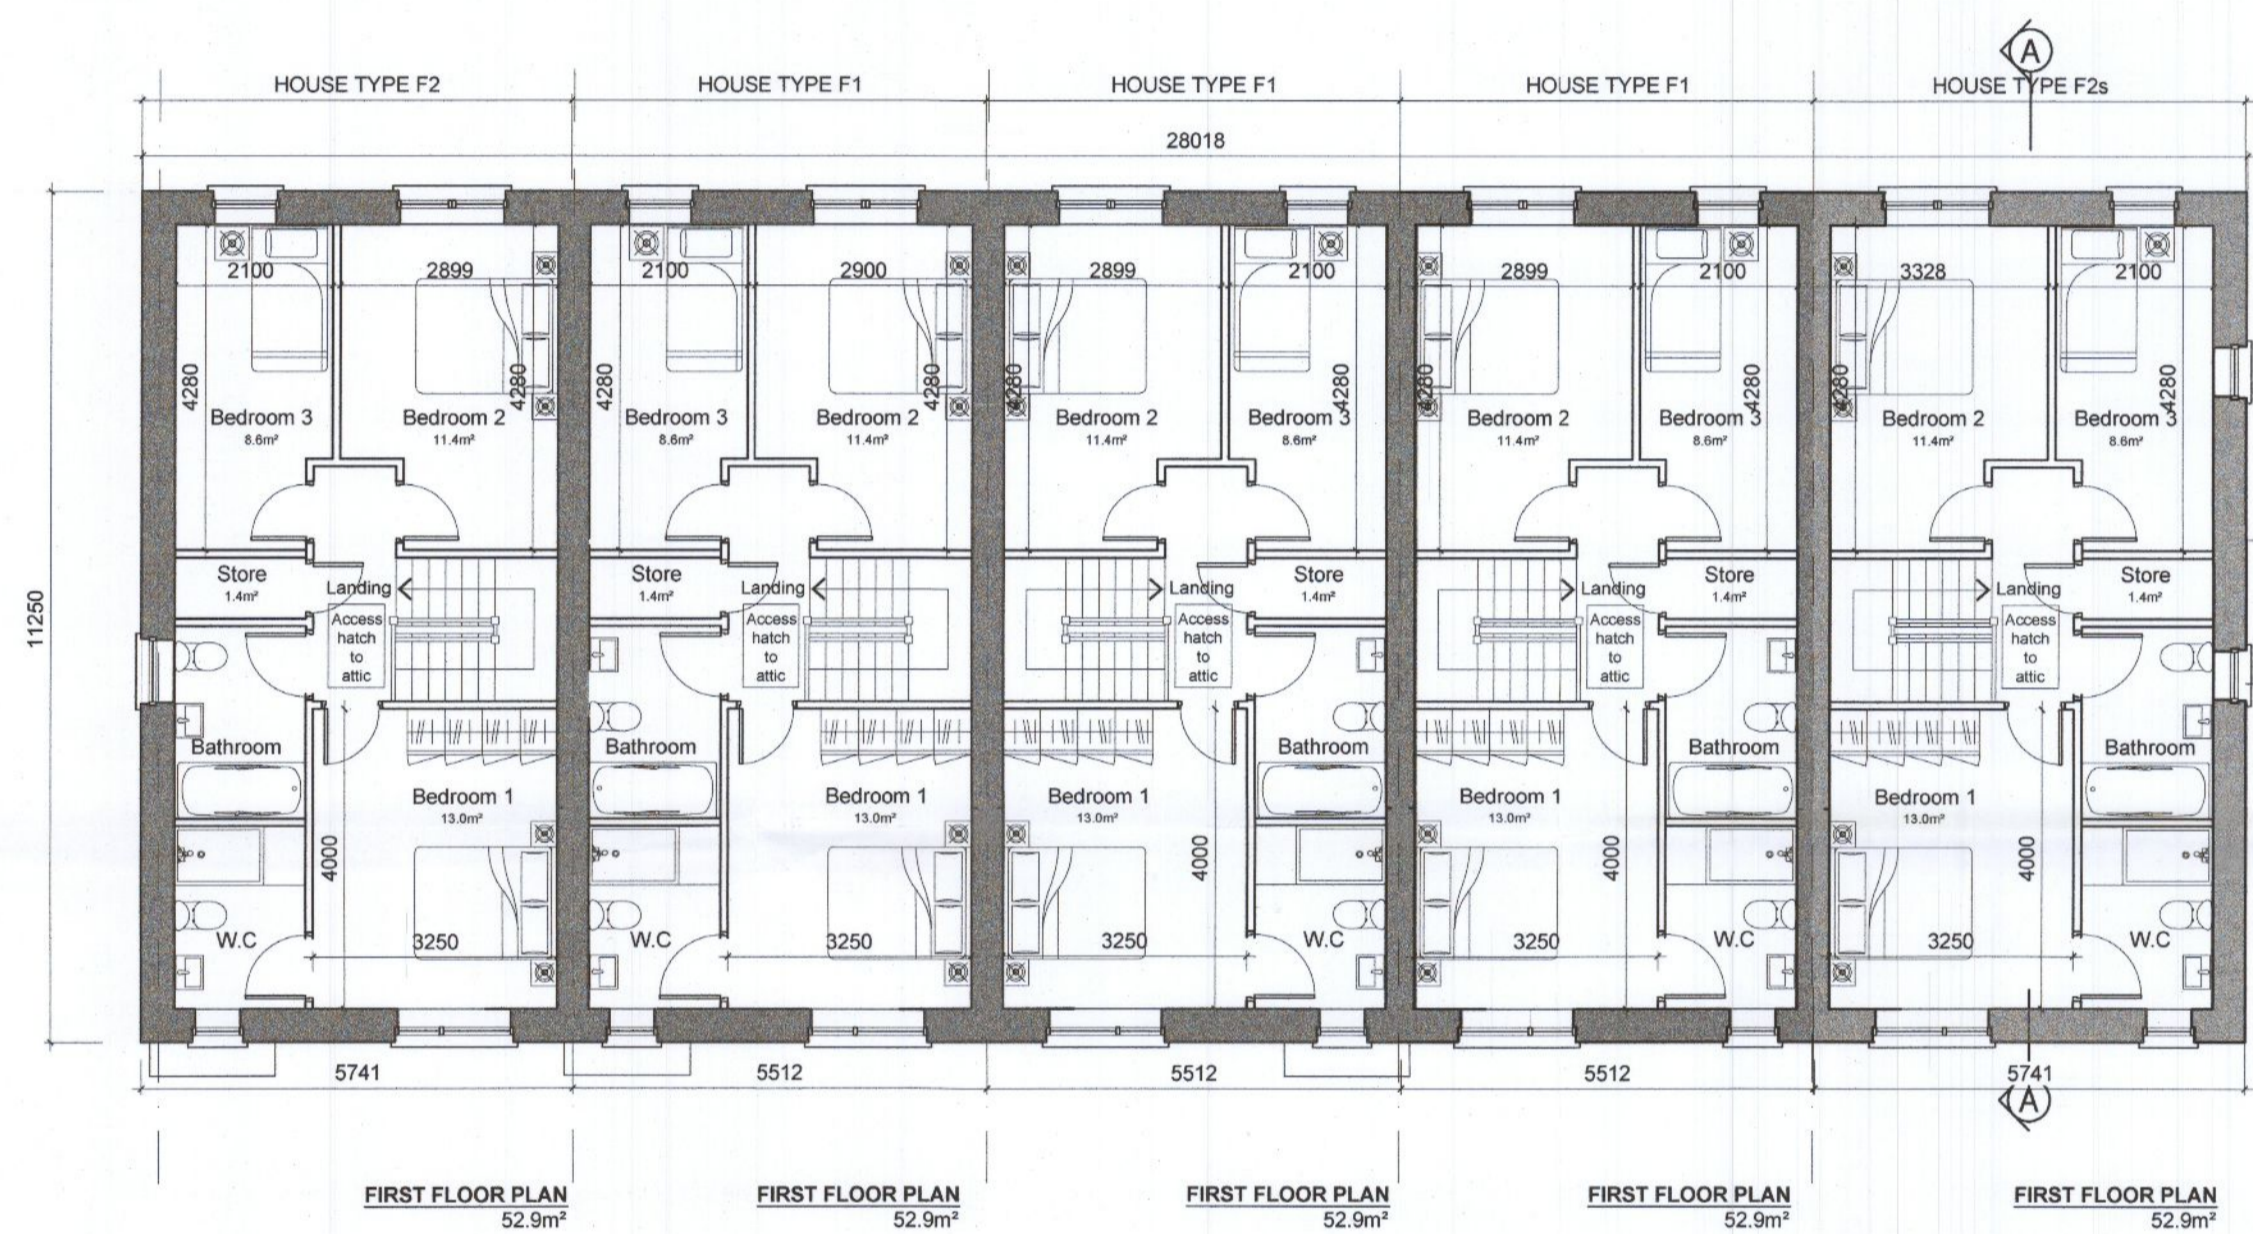 A
HOUSE TYPE F2
HOUSE TYPE F1
HOUSE TYPE F1
HOUSE TYPE F1
HOUSE TYPE F2s
28018
2100
2899
2100
2900
2899
2100
2899
2100
3328
2100
4280
4280
4280
4280
4280
4280
4280
4280
4280
4280
Bedroom 3
8.6m²
Bedroom 2
11.4m²
Bedroom 3
8.6m²
Bedroom 2
11.4m²
Bedroom 2
11.4m²
Bedroom 3
8.6m²
Bedroom 2
11.4m²
Bedroom 3
8.6m²
Bedroom 2
11.4m²
Bedroom 3
8.6m²
11250
Store
1.4m²
Landing
Access
hatch
to
attic
Store
1.4m²
Landing
Access
hatch
to
attic
Landing
Access
hatch
to
attic
Store
1.4m²
Landing
Access
hatch
to
attic
Store
1.4m²
Landing
Access
hatch
to
attic
Store
1.4m²
Bathroom
Bathroom
Bathroom
Bathroom
Bathroom
Bedroom 1
13.0m²
Bedroom 1
13.0m²
Bedroom 1
13.0m²
Bedroom 1
13.0m²
Bedroom 1
13.0m²
4000
4000
4000
4000
W.C
3250
W.C
3250
3250
W.C
3250
W.C
3250
W.C
5741
5512
5512
5512
5741
A
FIRST FLOOR PLAN
52.9m²
FIRST FLOOR PLAN
52.9m²
FIRST FLOOR PLAN
52.9m²
FIRST FLOOR PLAN
52.9m²
FIRST FLOOR PLAN
52.9m²